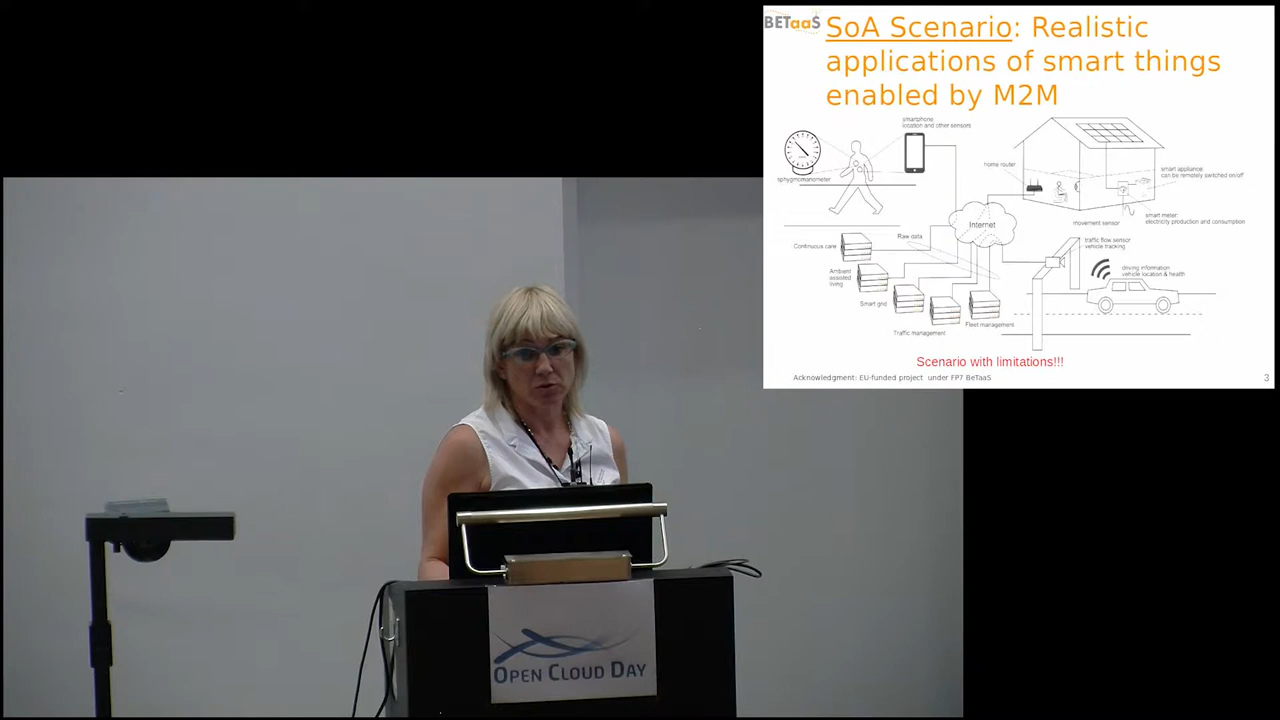 BETaaS
SoA Scenario: Realistic
applications of smart things
enabled by M2M
smartphone:
location and other sensors
sphygmomanometer
home router
smart appliance:
can be remotely switched on/off
smart meter:
electricity production and consumption
movement sensor
Internet
Raw data
Continuous care
Ambient
assisted
living
Smart grid
Traffic management
Fleet management
traffic flow sensor
vehicle tracking
driving information
vehicle location & health
Scenario with limitations!!!
Acknowledgment: EU-funded project under FP7 BeTaaS
3
OPEN CLOUD DAY